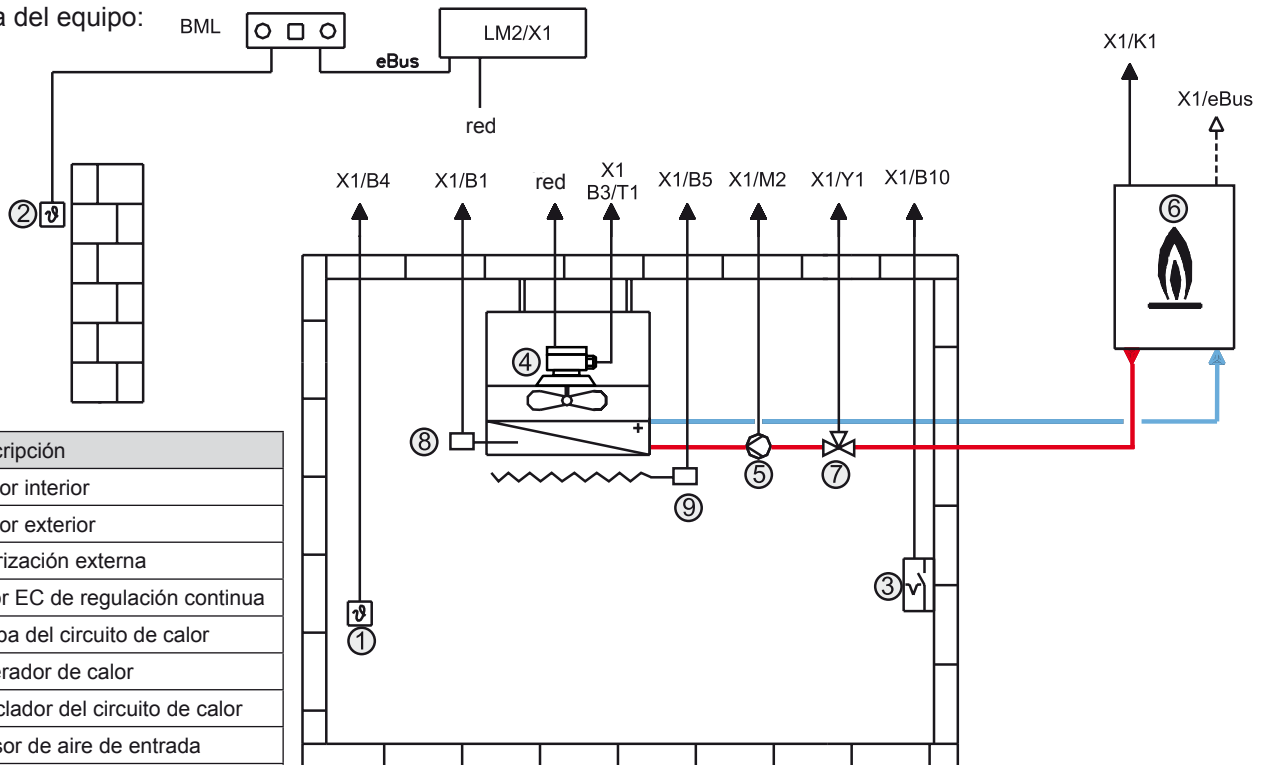 a del equipo:
BML
LM2/X1
eBus
red
X1/K1
X1/eBus
X1/B4
X1/B1
red
X1
B3/T1
X1/B5
X1/M2
X1/Y1
X1/B10
2
6
4
8
+
5
7
9
3
1
cripción
or interior
or exterior
rización externa
or EC de regulación continua
ba del circuito de calor
erador de calor
clador del circuito de calor
sor de aire de entrada